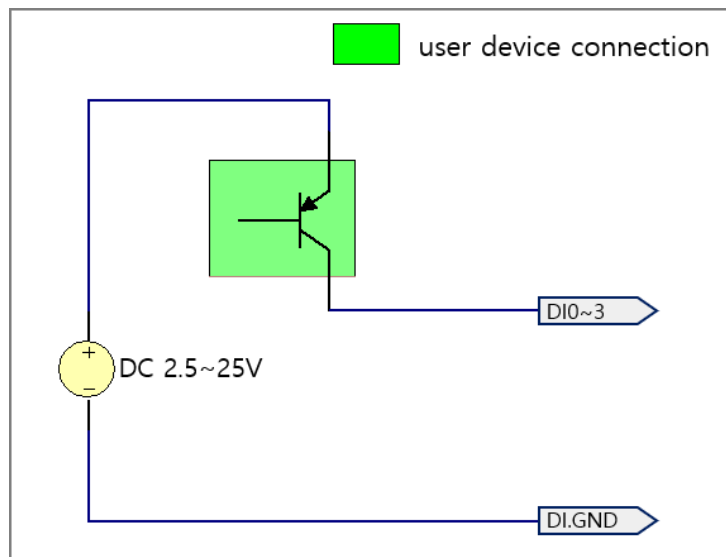 user device connection
DI0~3
+
DC 2.5~25V
−
DI.GND